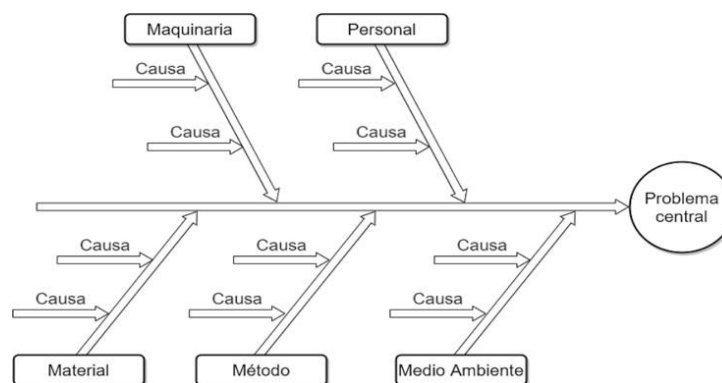 Maquinaria
Personal
Causa
Causa
Causa
Causa
Problema
central
Causa
Causa
Causa
Causa
Causa
Causa
Material
Método
Medio Ambiente